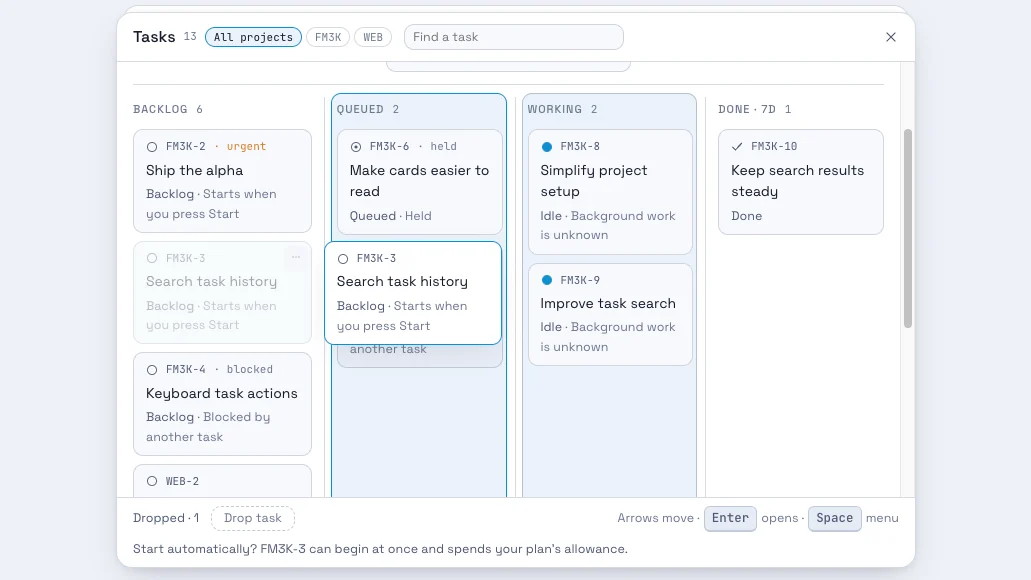 Tasks 13 All projects FM3K WEB Find a task
BACKLOG 6
FM3K-2 · urgent
Ship the alpha
Backlog · Starts when
you press Start
FM3K-3 ···
Search task history
Backlog · Starts when
you press Start
FM3K-4 · blocked
Keyboard task actions
Backlog · Blocked by
another task
WEB-2
QUEUED 2
FM3K-6 · held
Make cards easier to
read
Queued · Held
FM3K-3
Search task history
Backlog · Starts when
you press Start
another task
WORKING 2
FM3K-8
Simplify project
setup
Idle · Background work
is unknown
FM3K-9
Improve task search
Idle · Background work
is unknown
DONE · 7D 1
FM3K-10
Keep search results
steady
Done
Dropped · 1 Drop task
Arrows move · Enter opens · Space menu
Start automatically? FM3K-3 can begin at once and spends your plan's allowance.